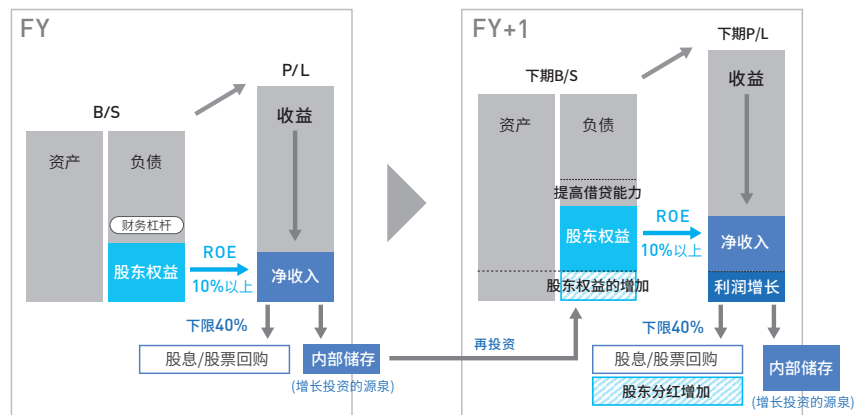 FY
P/L
B/S
收益
资产
负债
财务杠杆
股东权益
ROE
10%以上
净收入
下限40%
股息/股票回购
内部储存
(增长投资的源泉)
再投资
FY+1
下期P/L
下期B/S
收益
资产
负债
提高借贷能力
股东权益
ROE
10%以上
净收入
股东权益的增加
利润增长
下限40%
股息/股票回购
内部储存
股东分红增加
(增长投资的源泉)